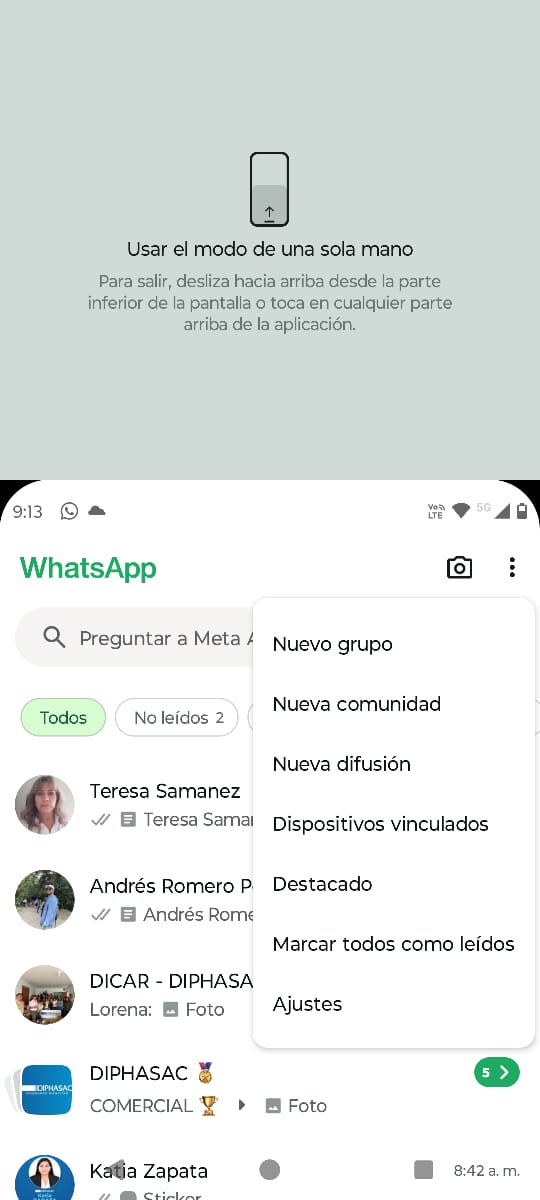 Usar el modo de una sola mano
Para salir, desliza hacia arriba desde la parte
inferior de la pantalla o toca en cualquier parte
arriba de la aplicación.
9:13
Vo LTE 5G
WhatsApp
Preguntar a Meta
Todos
No leídos 2
Nuevo grupo
Nueva comunidad
Nueva difusión
Dispositivos vinculados
Destacado
Marcar todos como leídos
Ajustes
Teresa Samanez
Teresa Sama
Andrés Romero P
Andrés Rome
DICAR - DIPHASA
Lorena: Foto
DIPHASAC 🏅
DIPHASAC
5
COMERCIAL 🏆 Foto
Katia Zapata
Katia
8:42 a. m.
Sticker